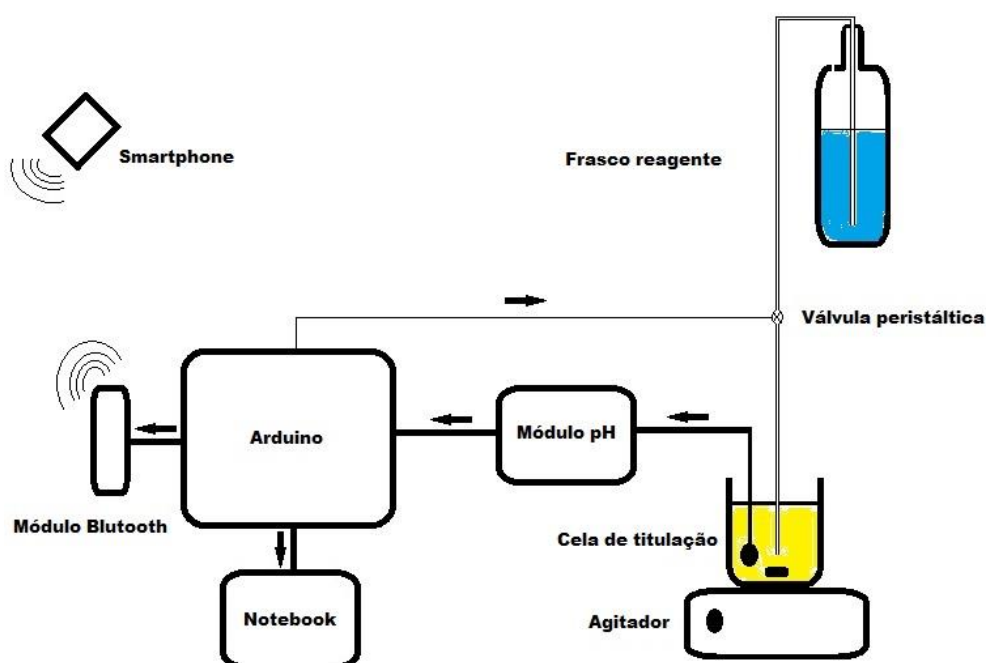 Smartphone
Frasco reagente
Válvula peristáltica
Arduino
Módulo pH
Módulo Blutooth
Cela de titulação
Notebook
Agitador